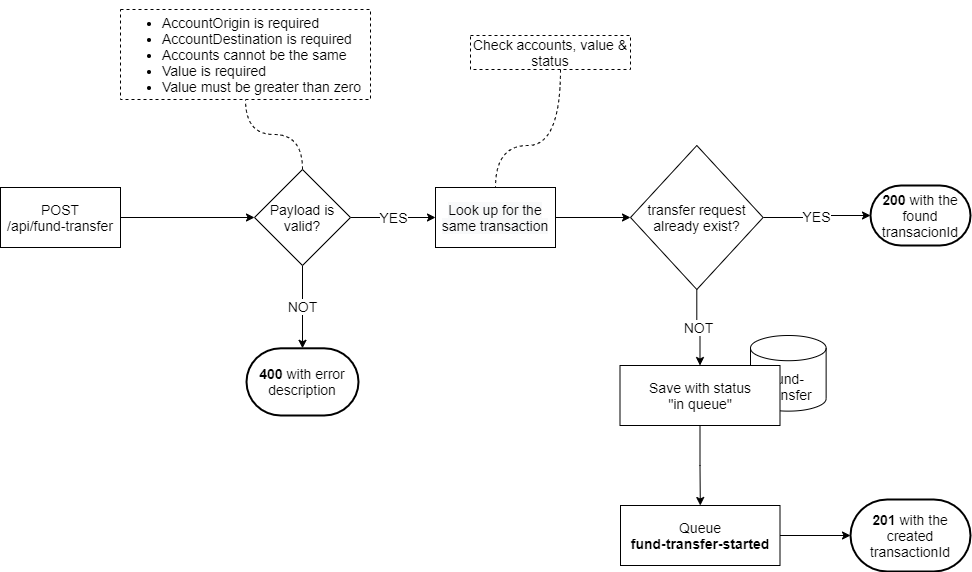 AccountOrigin is required
AccountDestination is required
Accounts cannot be the same
Value is required
Value must be greater than zero
Check accounts, value &
status
POST
/api/fund-transfer
Payload is
valid?
YES
Look up for the
same transaction
transfer request
already exist?
YES
200 with the
found
transacionId
NOT
400 with error
description
NOT
Save with status
"in queue"
Queue
fund-transfer-started
201 with the
created
transactionId